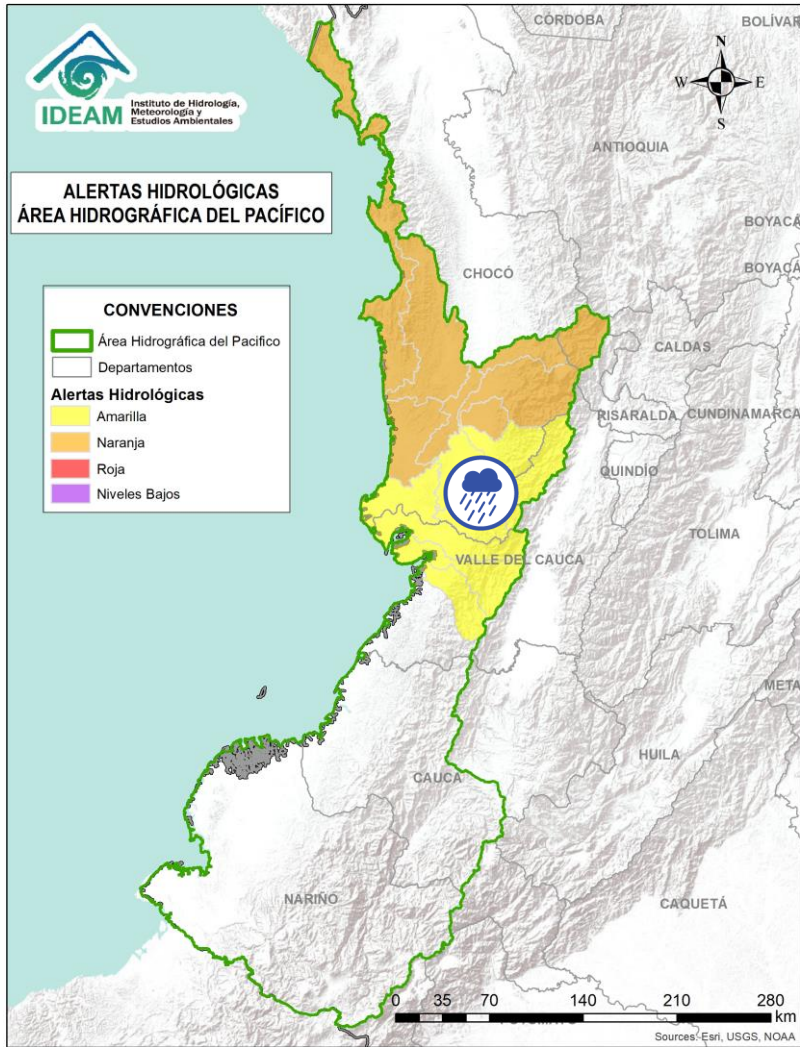 CÓRDOBA
BOLÍVAR
N
W E
S
IDEAM
Instituto de Hidrología,
Meteorología y
Estudios Ambientales
ANTIOQUIA
ALERTAS HIDROLÓGICAS
ÁREA HIDROGRÁFICA DEL PACÍFICO
BOYACÁ
BOYACÁ
CHOCÓ
CONVENCIONES
Área Hidrográfica del Pacifico
Departamentos
Alertas Hidrológicas
Amarilla
Naranja
Roja
Niveles Bajos
CALDAS
RISARALDA
CUNDINAMARCA
QUINDÍO
TOLIMA
VALLE DEL CAUCA
META
HUILA
CAUCA
NARIÑO
CAQUETÁ
0 35 70 140 210 280
km
Sources: Esri, USGS, NOAA